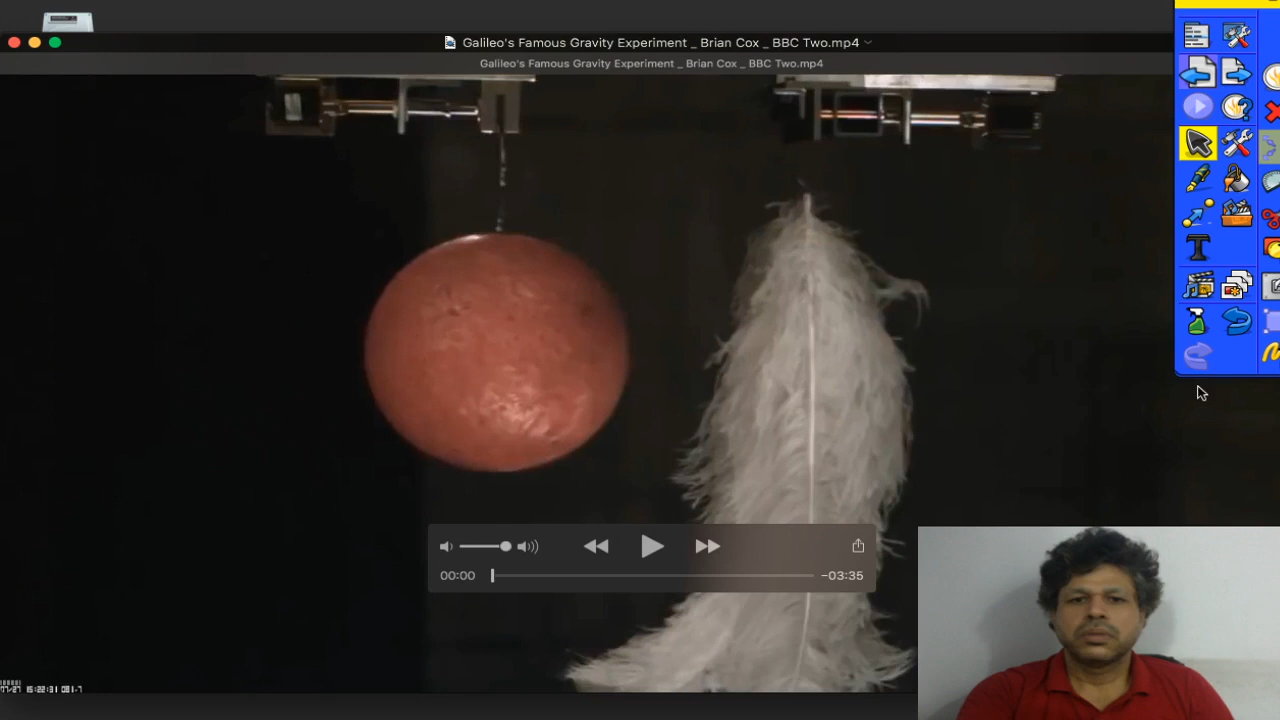 Galileo's Famous Gravity Experiment _ Brian Cox _ BBC Two.mp4
Galileo's Famous Gravity Experiment _ Brian Cox _ BBC Two.mp4
00:00
−03:35